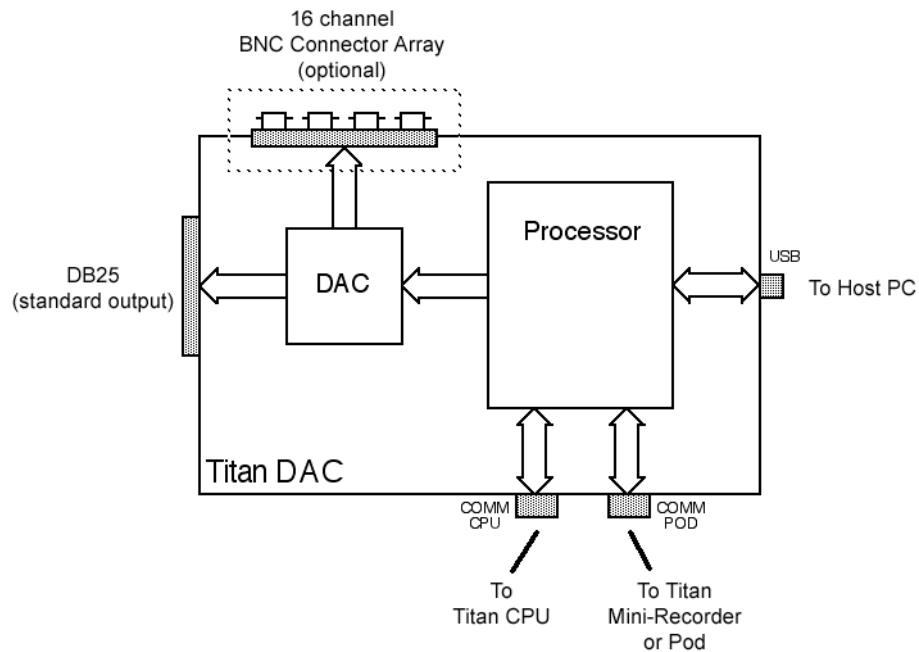 16 channel
BNC Connector Array
(optional)
Processor
USB
DAC
DB25
(standard output)
To Host PC
Titan DAC
COMM
CPU
COMM
POD
To
Titan CPU
To Titan
Mini-Recorder
or Pod